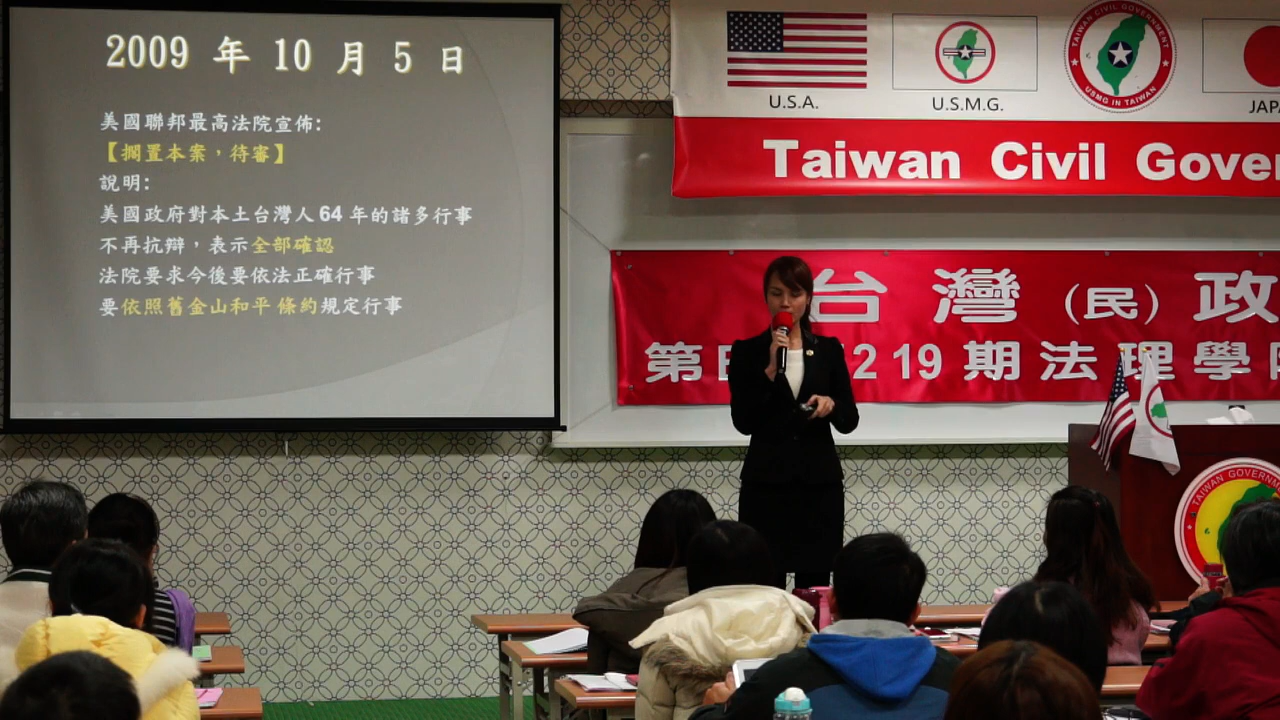 2009 年 10 月 5 日
美國聯邦最高法院宣佈:
【擱置本案，待審】
說明:
美國政府對本土台灣人 64 年的諸多行事
不再抗辯，表示全部確認
法院要求今後要依法正確行事
要依照舊金山和平條約規定行事
U.S.A.
U.S.M.G.
TAIWAN CIVIL GOVERNMENT
USMG IN TAIWAN
JAPA
Taiwan Civil Gover
台灣（民）政
第 219 期法理學
TAIWAN GOVERNMENT